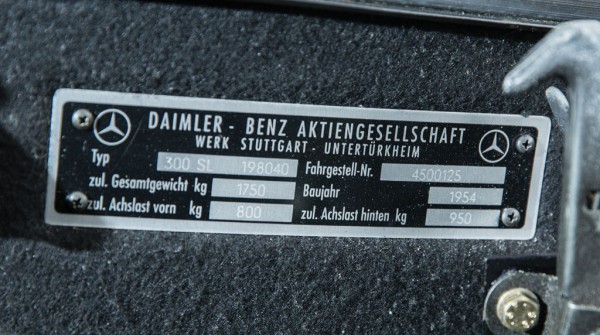 DAIMLER - BENZ AKTIENGESELLSCHAFT
WERK STUTTGART - UNTERTÜRKHEIM
Typ 300 SL 198040 Fahrgestell-Nr. 4500125
zul. Gesamtgewicht kg 1750 Baujahr 1954
zul. Achslast vorn kg 800 zul. Achslast hinten kg 950